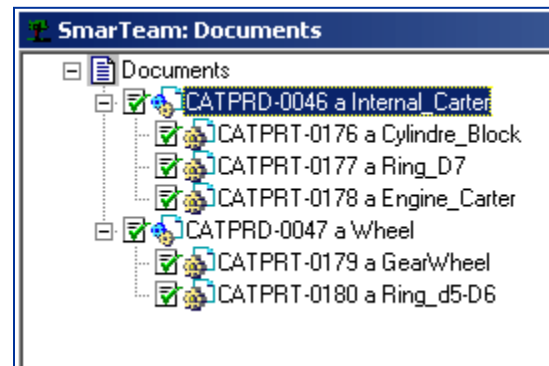 SmarTeam: Documents
Documents
CATPRD-0046 a Internal_Carter
CATPRT-0176 a Cylindre_Block
CATPRT-0177 a Ring_D7
CATPRT-0178 a Engine_Carter
CATPRD-0047 a Wheel
CATPRT-0179 a GearWheel
CATPRT-0180 a Ring_d5-D6